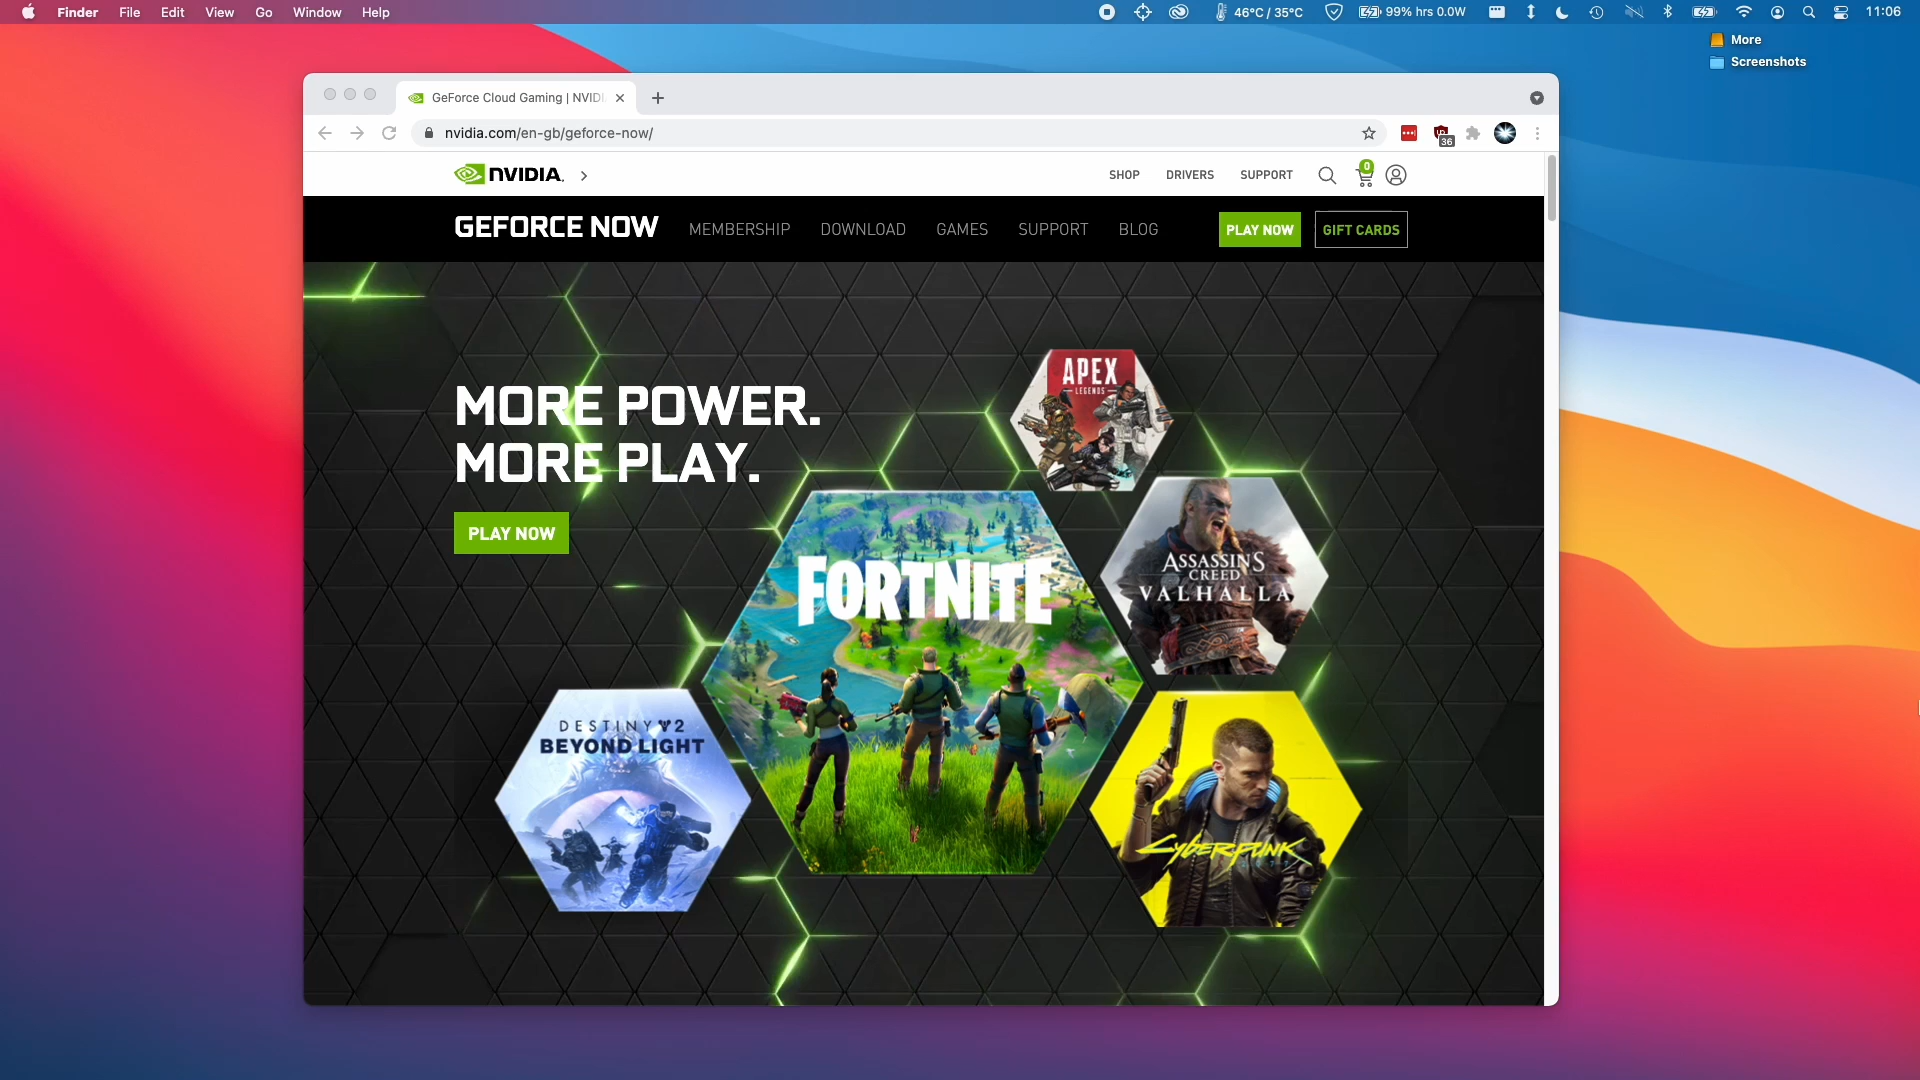 Finder File Edit View Go Window Help
46°C / 35°C 99% hrs 0.0W 11:06
More
Screenshots
GeForce Cloud Gaming | NVIDI
nvidia.com/en-gb/geforce-now/
36
NVIDIA.
SHOP DRIVERS SUPPORT 0
GEFORCE NOW MEMBERSHIP DOWNLOAD GAMES SUPPORT BLOG PLAY NOW GIFT CARDS
MORE POWER.
MORE PLAY.
PLAY NOW
APEX
LEGENDS
ASSASSIN'S
CREED
VALHALLA
FORTNITE
DESTINY 2
BEYOND LIGHT
Cyberpunk